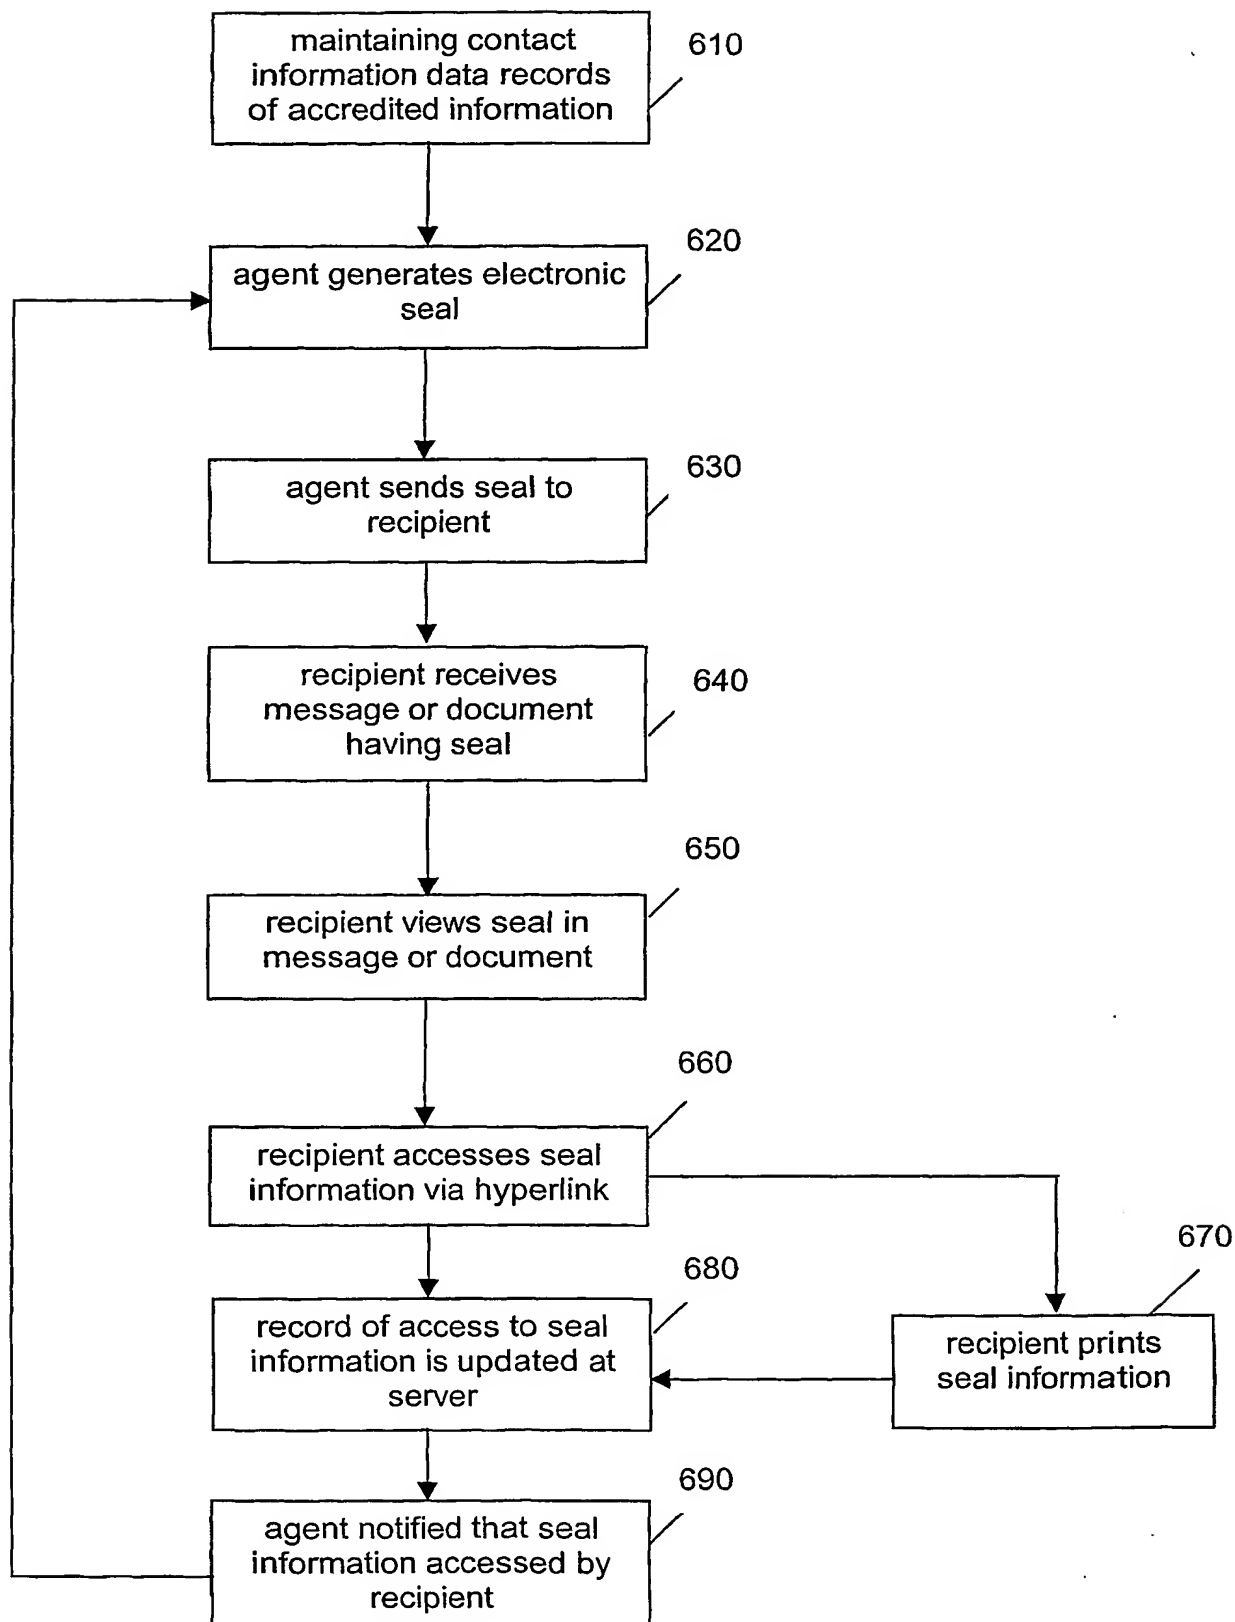 maintaining contact
information data records
of accredited information
610
agent generates electronic
seal
620
agent sends seal to
recipient
630
recipient receives
message or document
having seal
640
recipient views seal in
message or document
650
recipient accesses seal
information via hyperlink
660
recipient prints
seal information
670
record of access to seal
information is updated at
server
680
agent notified that seal
information accessed by
recipient
690